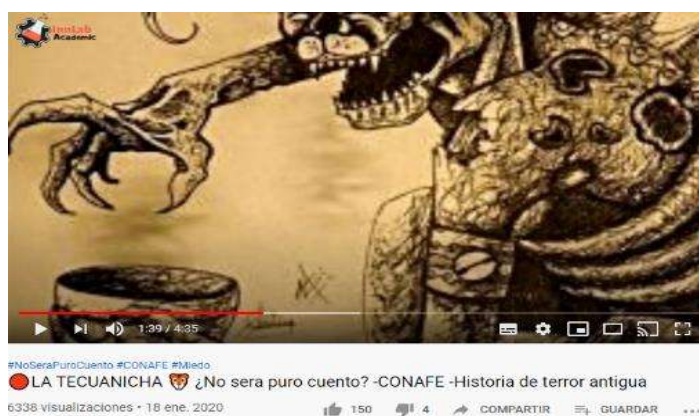 InnLab
Academic
1:39 / 4:35
#NoSeraPuroCuento #CONAFE #Miedo
LA TECUANICHA 🐯 ¿No sera puro cuento? -CONAFE -Historia de terror antigua
6338 visualizaciones • 18 ene. 2020
150
4
COMPARTIR
GUARDAR